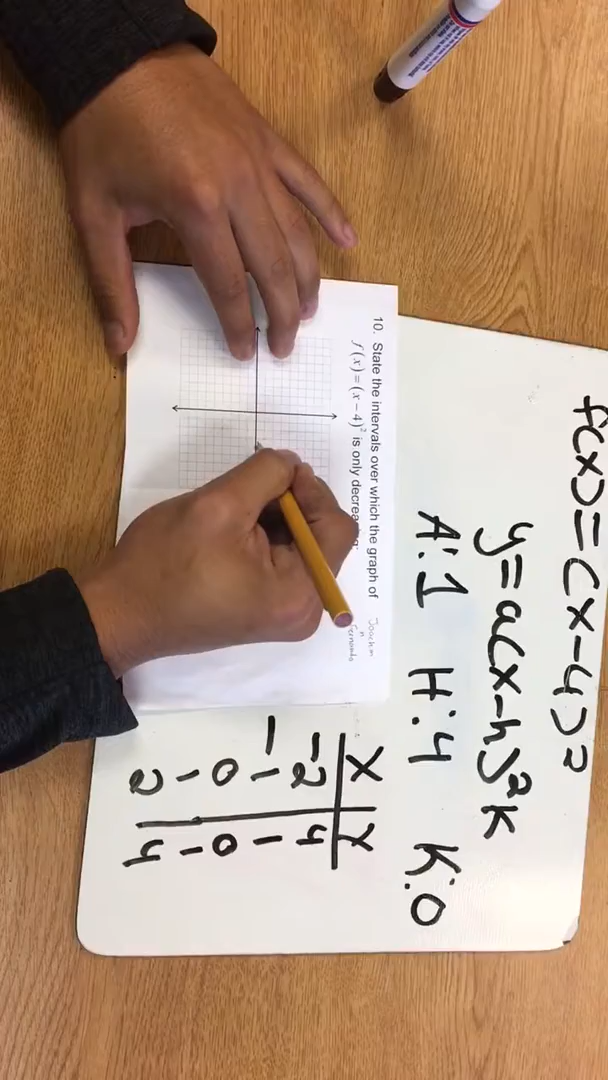 f(x)=(x-4)2
y=a(x-h)²K
A:1 H:4 K:0
10. State the intervals over which the graph of
f(x)=(x-4)² is only decreasing:
X Y
-2 4
-1 1
0 0
1 1
2 4